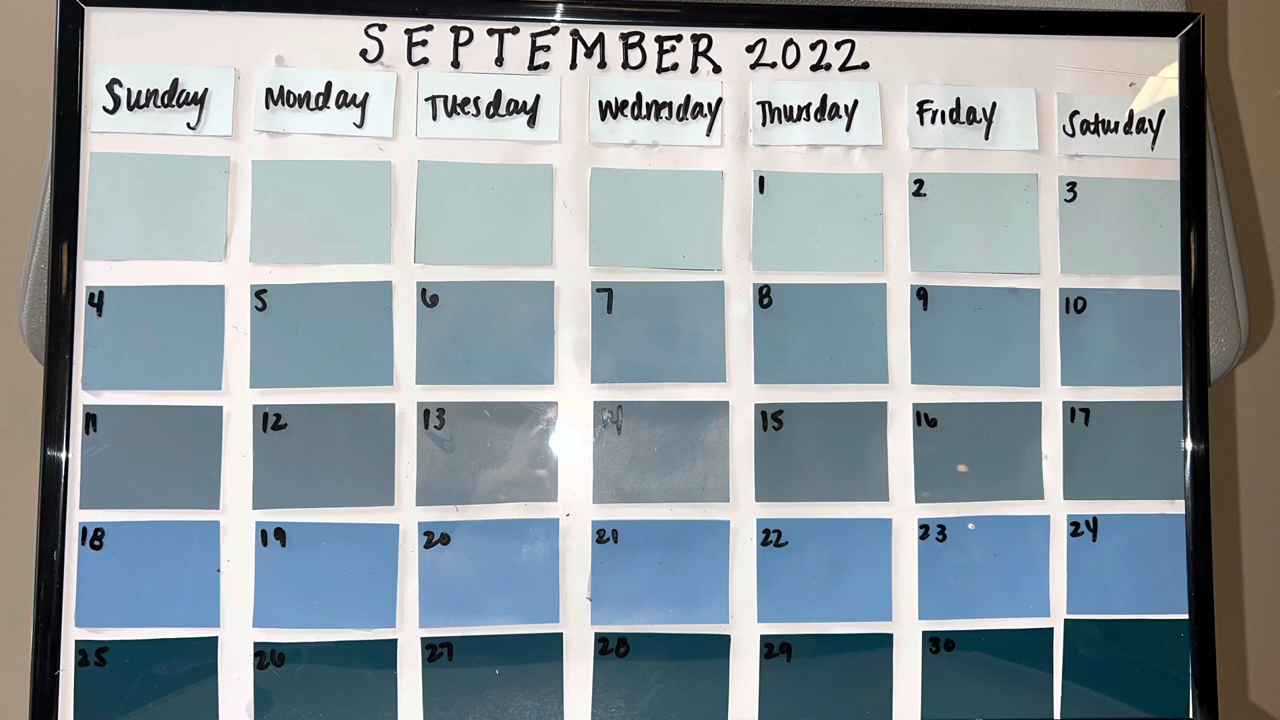 SEPTEMBER 2022
Sunday Monday Tuesday Wednesday Thursday Friday Saturday
1 2 3
4 5 6 7 8 9 10
11 12 13 14 15 16 17
18 19 20 21 22 23 24
25 26 27 28 29 30